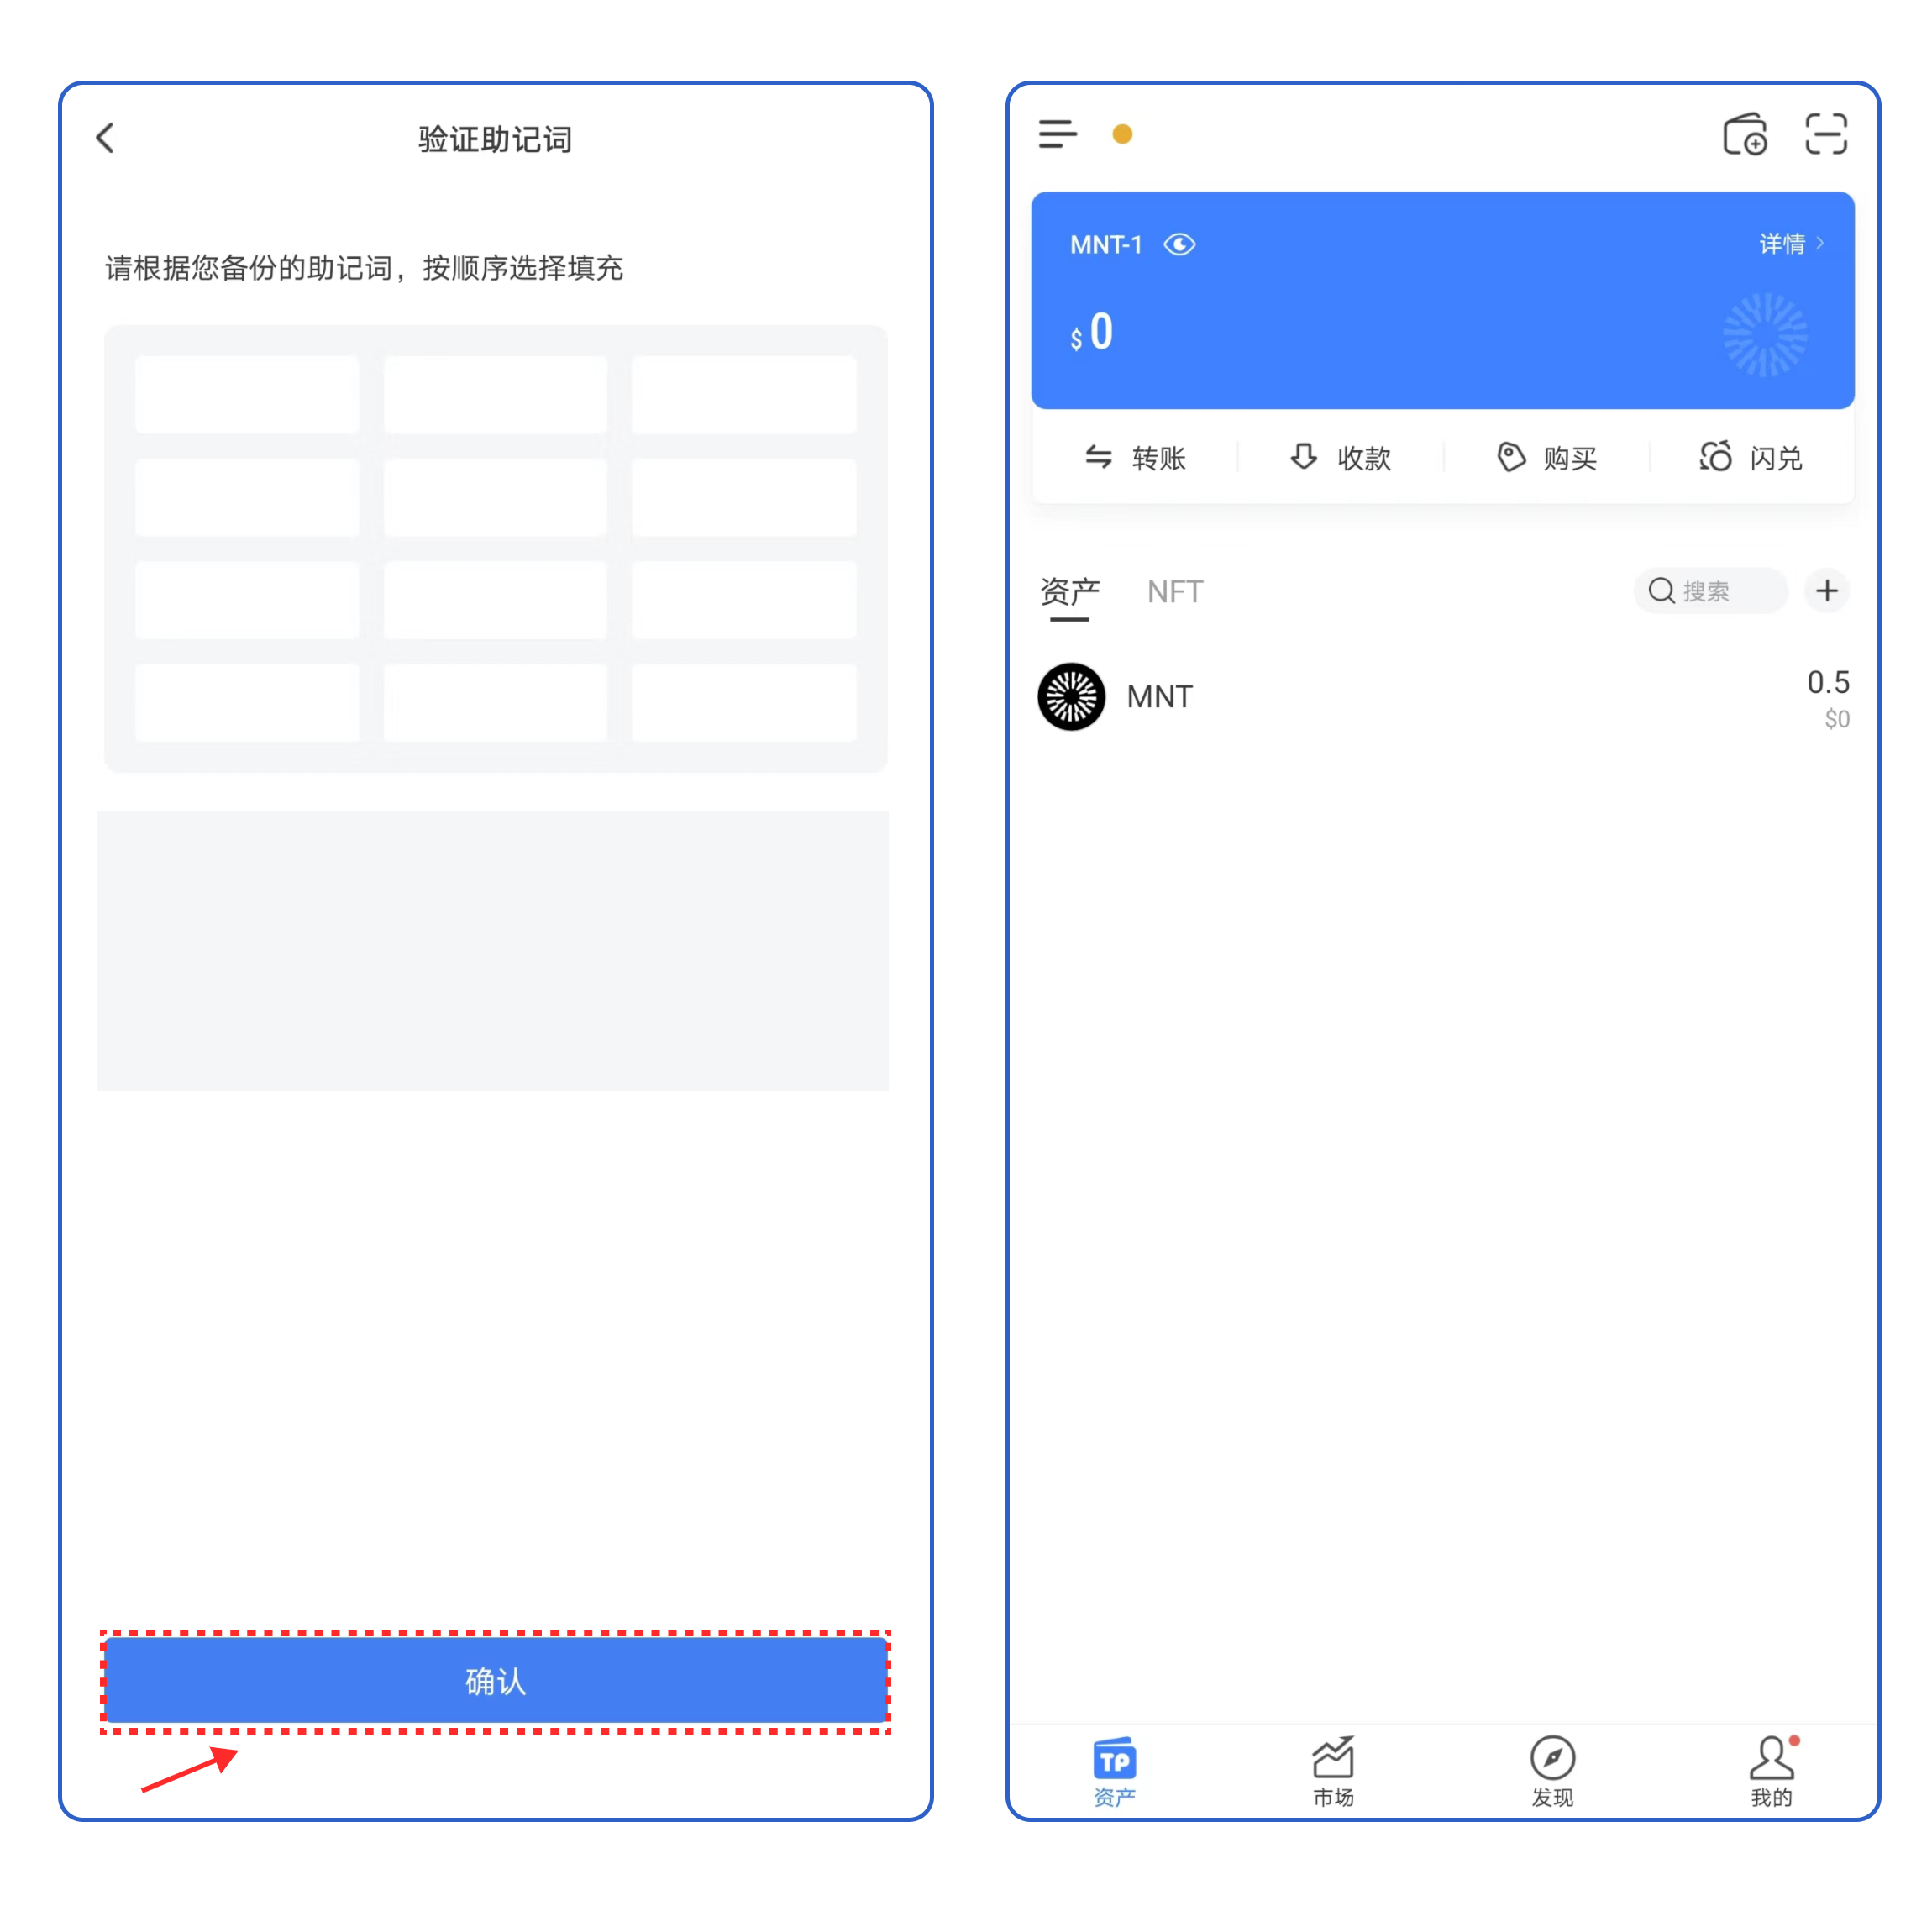 验证助记词
请根据您备份的助记词，按顺序选择填充
确认
MNT-1
详情
$ 0
转账 收款 购买 闪兑
资产 NFT 搜索
MNT
0.5
$0
TP
资产 市场 发现 我的